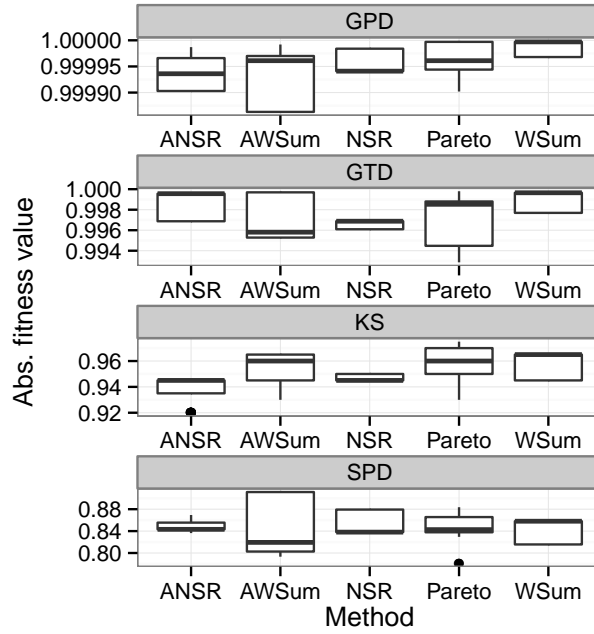 GPD
1.00000
0.99995
0.99990
ANSR AWSum NSR Pareto WSum
GTD
1.000
0.998
0.996
0.994
ANSR AWSum NSR Pareto WSum
KS
0.96
0.94
0.92
ANSR AWSum NSR Pareto WSum
SPD
0.88
0.84
0.80
ANSR AWSum NSR Pareto WSum
Method
Abs. fitness value